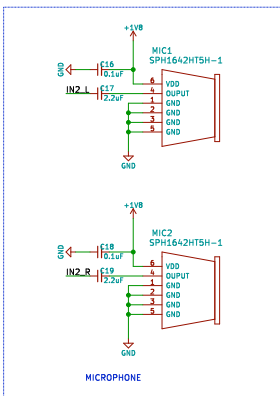 +1V8
MIC1
SPH1642HT5H-1
GND
C16
0.1uF
IN2_L
C17
2.2uF
6 VDD
4 OUPUT
1 GND
2 GND
3 GND
5 GND
GND
+1V8
MIC2
SPH1642HT5H-1
GND
C18
0.1uF
IN2_R
C19
2.2uF
6 VDD
4 OUPUT
1 GND
2 GND
3 GND
5 GND
GND
MICROPHONE